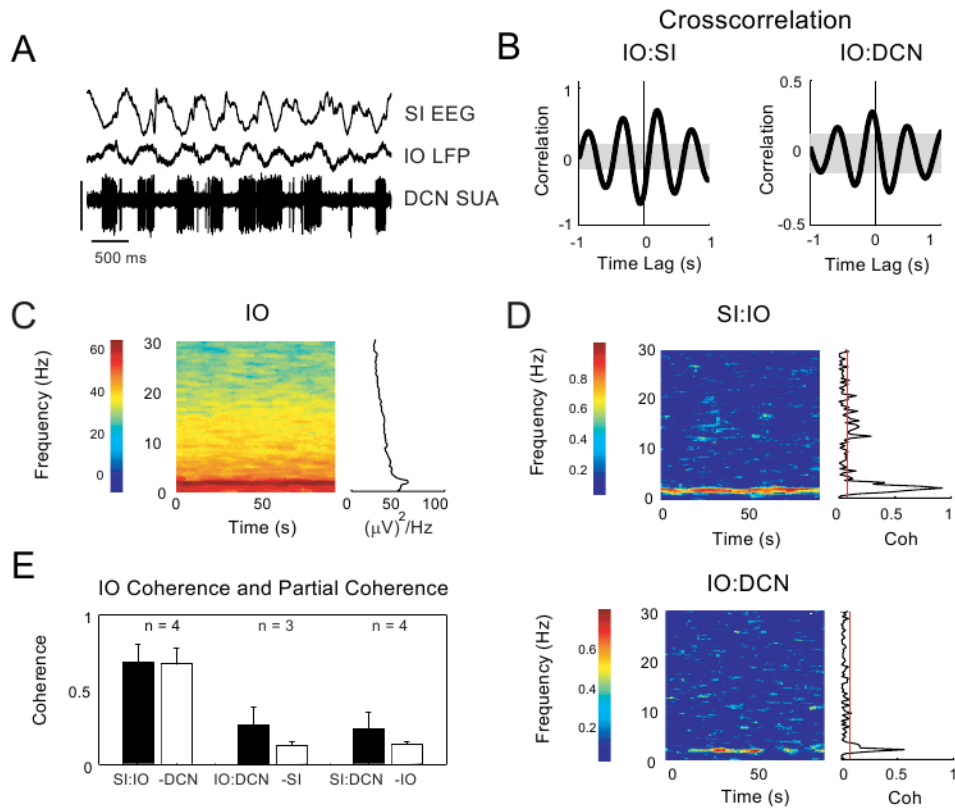 A
SI EEG
IO LFP
DCN SUA
500 ms
B
Crosscorrelation
IO:SI
Correlation
1
0
-1
-1
0
1
Time Lag (s)
IO:DCN
Correlation
0.5
0
-0.5
-1
0
1
Time Lag (s)
C
IO
Frequency (Hz)
60
40
20
0
30
20
10
0
0
50
Time (s)
0
50
100
(μV)²/Hz
D
SI:IO
Frequency (Hz)
0.8
0.6
0.4
0.2
30
20
10
0
0
50
Time (s)
0
0.5
1
Coh
IO:DCN
Frequency (Hz)
0.6
0.4
0.2
30
20
10
0
0
50
Time (s)
0
0.5
1
Coh
E
IO Coherence and Partial Coherence
Coherence
1
0.5
0
n = 4
n = 3
n = 4
SI:IO -DCN IO:DCN -SI SI:DCN -IO